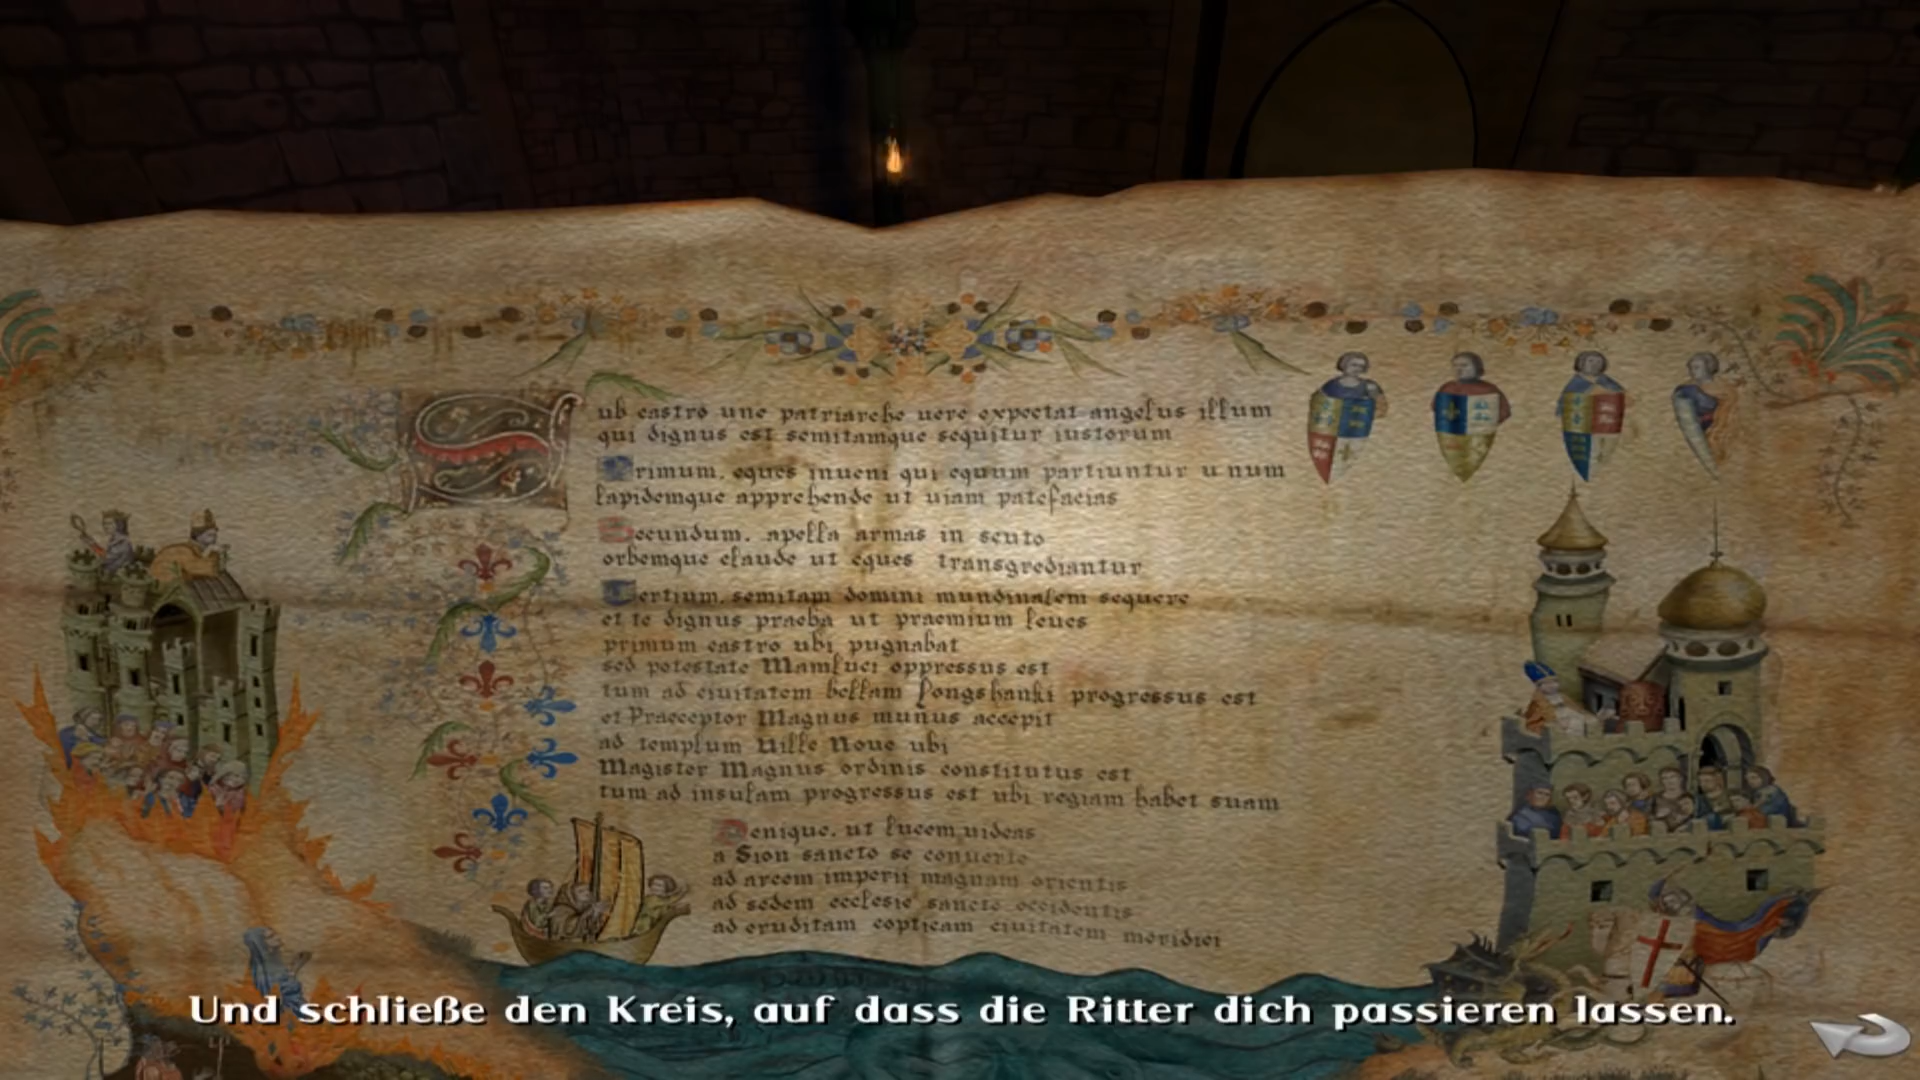 Sub castro une patriarche uere expectat angelus illum
qui dignus est semitamque sequitur iustorum
Primum, eques inueni qui equum partiuntur unum
lapidemque apprehende ut uiam patefacias
Secundum, apella armas in scuto
orbemque claude ut eques transgrediantur
Tertium, semitam domini mundinalem sequere
et te dignus praeba ut praemium leues
primum castro ubi pugnabat
sed potestate Mamluci oppressus est
tum ad ciuitatem bellam Longshanki progressus est
et Praeceptor Magnus munus accepit
ad templum Uille Noue ubi
Magister Magnus ordinis constitutus est
tum ad insulam progressus est ubi regiam habet suam
Denique, ut lucem uideas
a Sion sancto se conuerte
ad arcem imperii magnam orientis
ad sedem ecclesie sancte occidentis
ad eruditam copticam ciuitatem meridiei
Und schließe den Kreis, auf dass die Ritter dich passieren lassen.